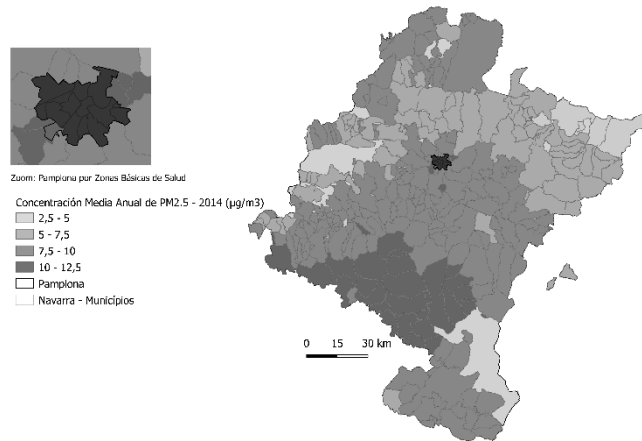 Zoom: Pamplona por Zonas Básicas de Salud
Concentración Media Anual de PM2.5 - 2014 (µg/m3)
2,5 - 5
5 - 7,5
7,5 - 10
10 - 12,5
Pamplona
Navarra - Municípios
0 15 30 km